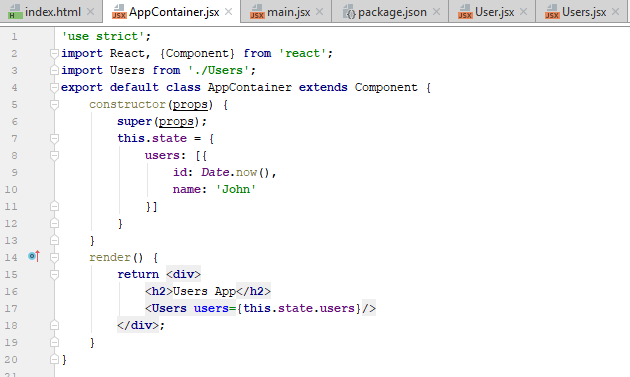 index.html AppContainer.jsx main.jsx package.json User.jsx Users.jsx
1 'use strict';
2 import React, {Component} from 'react';
3 import Users from './Users';
4 export default class AppContainer extends Component {
5 constructor(props) {
6 super(props);
7 this.state = {
8 users: [{
9 id: Date.now(),
10 name: 'John'
11 }]
12 }
13 }
14 render() {
15 return <div>
16 <h2>Users App</h2>
17 <Users users={this.state.users}/>
18 </div>;
19 }
20 }
21